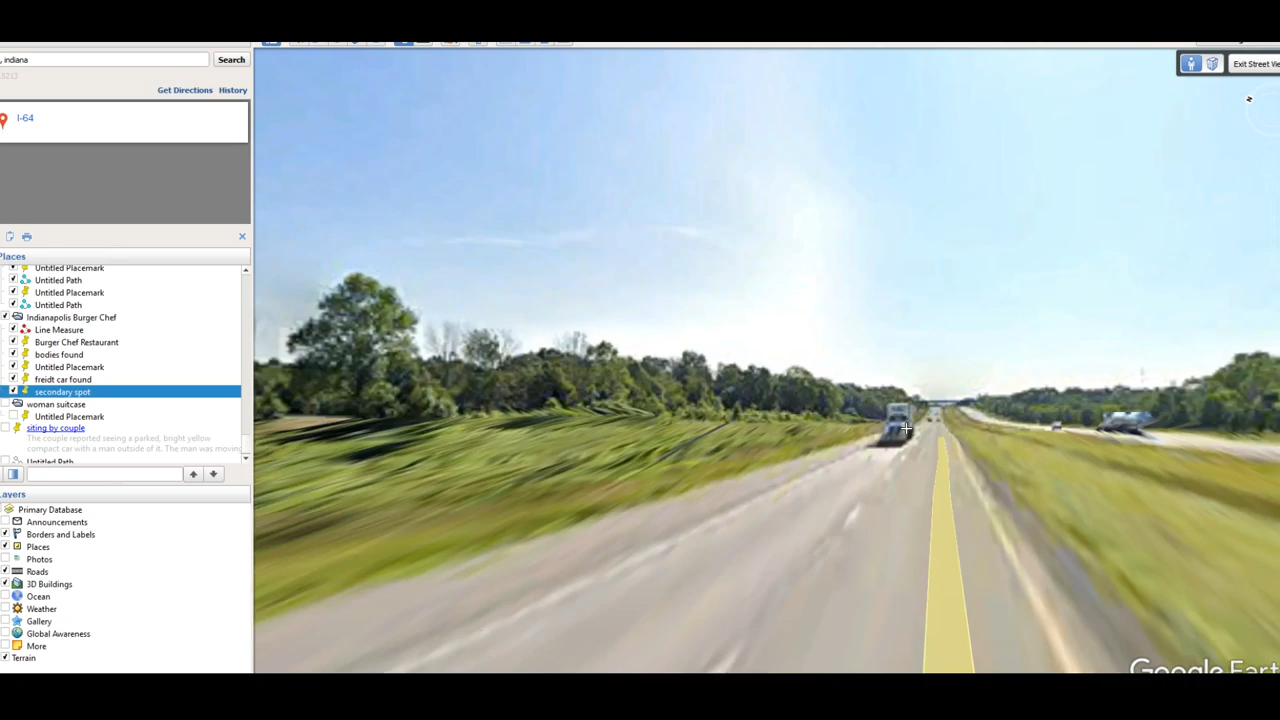 , indiana
Search
5213
Get Directions History
I-64
Places
Untitled Placemark
Untitled Path
Untitled Placemark
Untitled Path
Indianapolis Burger Chef
Line Measure
Burger Chef Restaurant
bodies found
Untitled Placemark
freidt car found
secondary spot
woman suitcase
Untitled Placemark
siting by couple
The couple reported seeing a parked, bright yellow
compact car with a man outside of it. The man was moving
Untitled Path
Layers
Primary Database
Announcements
Borders and Labels
Places
Photos
Roads
3D Buildings
Ocean
Weather
Gallery
Global Awareness
More
Terrain
Exit Street Vie
N
Google Eart